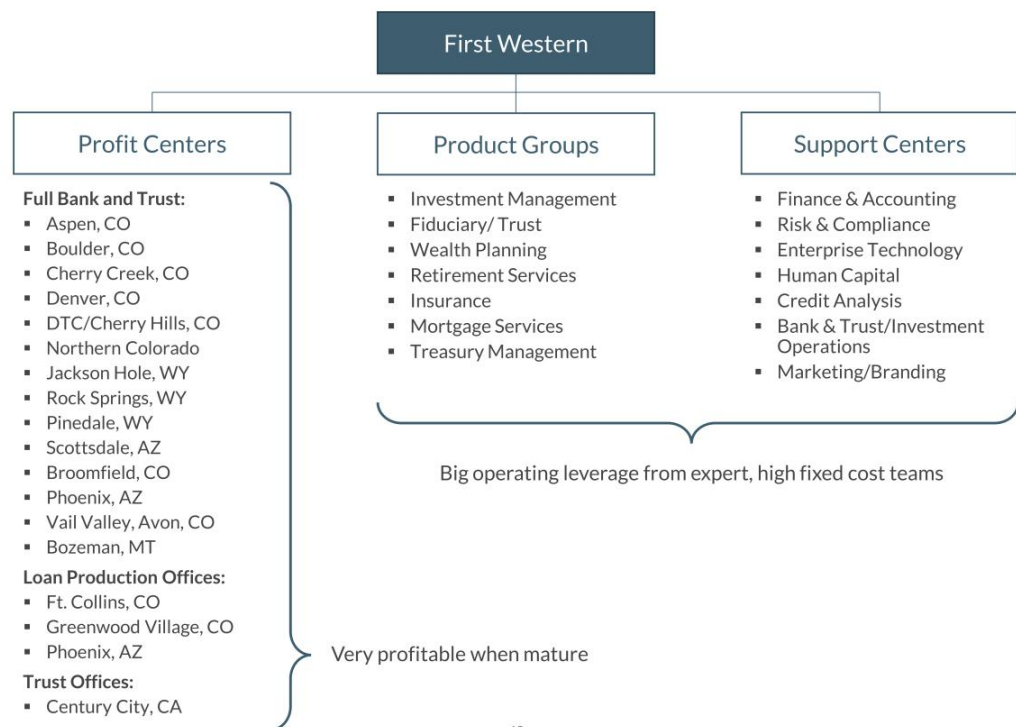 First Western
Profit Centers
Full Bank and Trust:
▪ Aspen, CO
▪ Boulder, CO
▪ Cherry Creek, CO
▪ Denver, CO
▪ DTC/Cherry Hills, CO
▪ Northern Colorado
▪ Jackson Hole, WY
▪ Rock Springs, WY
▪ Pinedale, WY
▪ Scottsdale, AZ
▪ Broomfield, CO
▪ Phoenix, AZ
▪ Vail Valley, Avon, CO
▪ Bozeman, MT
Loan Production Offices:
▪ Ft. Collins, CO
▪ Greenwood Village, CO
▪ Phoenix, AZ
Trust Offices:
▪ Century City, CA
Very profitable when mature
Product Groups
▪ Investment Management
▪ Fiduciary/ Trust
▪ Wealth Planning
▪ Retirement Services
▪ Insurance
▪ Mortgage Services
▪ Treasury Management
Support Centers
▪ Finance & Accounting
▪ Risk & Compliance
▪ Enterprise Technology
▪ Human Capital
▪ Credit Analysis
▪ Bank & Trust/Investment
Operations
▪ Marketing/Branding
Big operating leverage from expert, high fixed cost teams